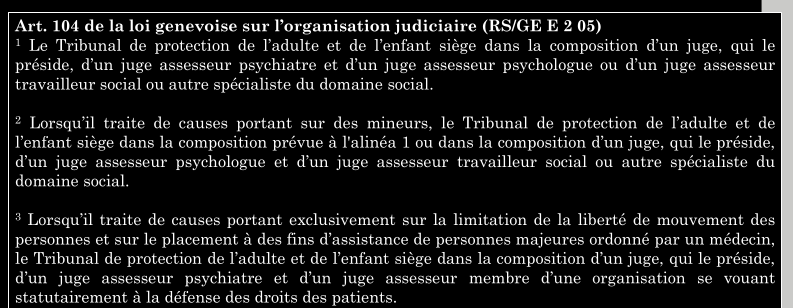 Art. 104 de la loi genevoise sur l’organisation judiciaire (RS/GE E 2 05)
¹ Le Tribunal de protection de l’adulte et de l’enfant siège dans la composition d’un juge, qui le
préside, d’un juge assesseur psychiatre et d’un juge assesseur psychologue ou d’un juge assesseur
travailleur social ou autre spécialiste du domaine social.
² Lorsqu’il traite de causes portant sur des mineurs, le Tribunal de protection de l’adulte et de
l’enfant siège dans la composition prévue à l'alinéa 1 ou dans la composition d’un juge, qui le préside,
d’un juge assesseur psychologue et d’un juge assesseur travailleur social ou autre spécialiste du
domaine social.
³ Lorsqu’il traite de causes portant exclusivement sur la limitation de la liberté de mouvement des
personnes et sur le placement à des fins d’assistance de personnes majeures ordonné par un médecin,
le Tribunal de protection de l’adulte et de l’enfant siège dans la composition d’un juge, qui le préside,
d’un juge assesseur psychiatre et d’un juge assesseur membre d’une organisation se vouant
statutairement à la défense des droits des patients.